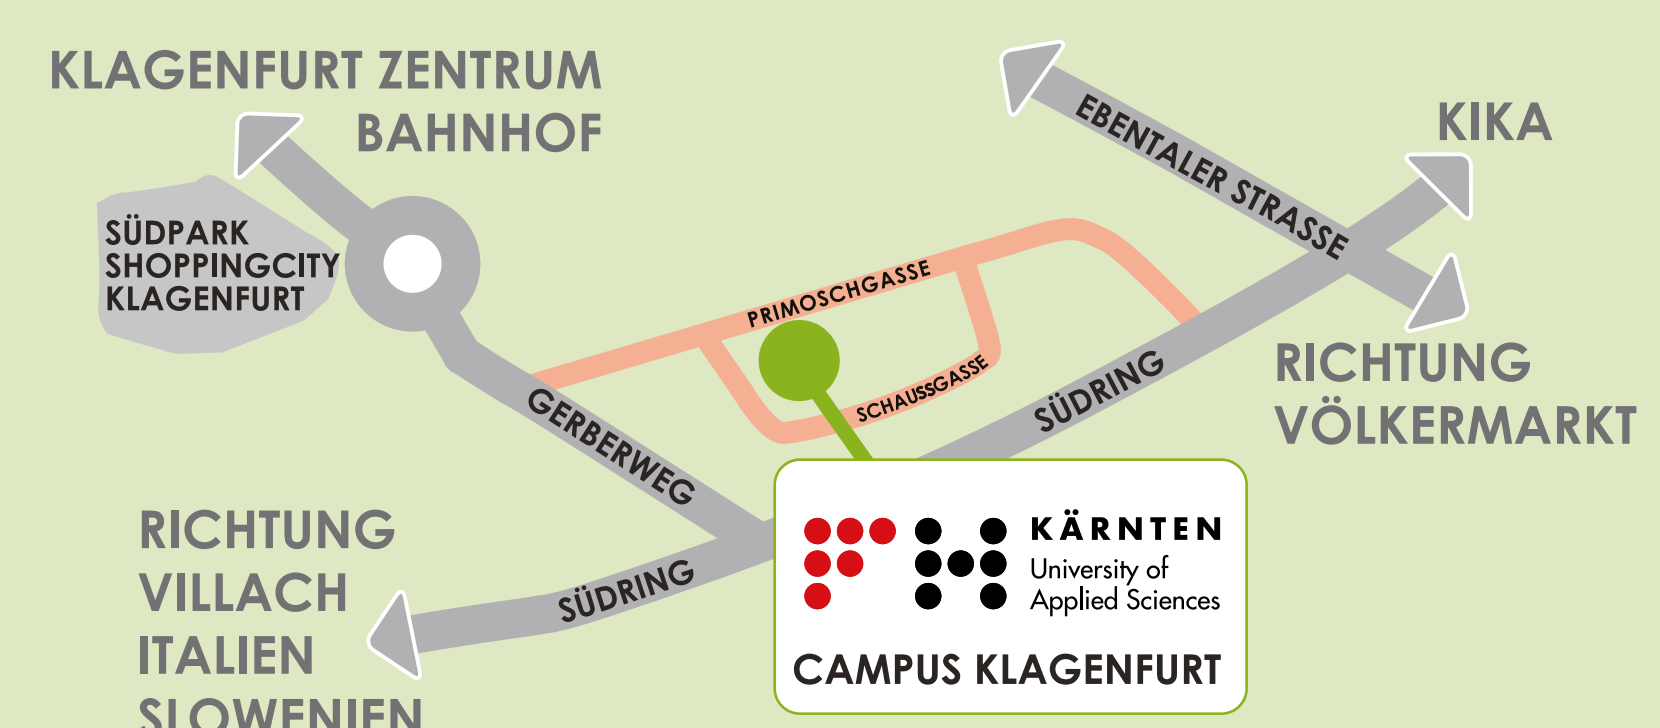 KLAGENFURT ZENTRUM
BAHNHOF
SÜDPARK
SHOPPINGCITY
KLAGENFURT
EBENTALER STRASSE
KIKA
PRIMOSCHGASSE
SCHAUSSGASSE
GERBERWEG
SÜDRING
RICHTUNG
VÖLKERMARKT
RICHTUNG
VILLACH
ITALIEN
SLOWENIEN
SÜDRING
FH
KÄRNTEN
University of
Applied Sciences
CAMPUS KLAGENFURT